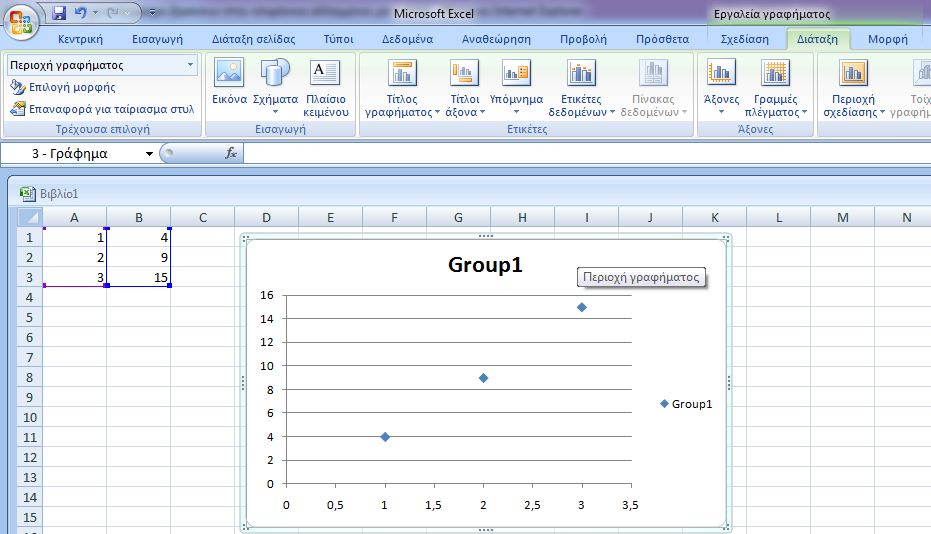 Microsoft Excel
Εργαλεία γραφήματος
Κεντρική Εισαγωγή Διάταξη σελίδας Τύποι Δεδομένα Αναθεώρηση Προβολή Πρόσθετα Σχεδίαση Διάταξη Μορφή
Περιοχή γραφήματος
Επιλογή μορφής
Επαναφορά για ταίριασμα στυλ
Τρέχουσα επιλογή
Εικόνα Σχήματα Πλαίσιο κειμένου
Εισαγωγή
Τίτλος γραφήματος Τίτλοι άξονα Υπόμνημα Ετικέτες δεδομένων Πίνακας δεδομένων
Ετικέτες
Άξονες Γραμμές πλέγματος
Άξονες
Περιοχή σχεδίασης
3 - Γράφημα
fx
Βιβλίο1
A B C D E F G H I J K L M N
1 1 4
2 2 9
3 3 15
4
5
6
7
8
9
10
11
12
13
14
15
Group1
Περιοχή γραφήματος
16
14
12
10
8
6
4
2
0
0 0,5 1 1,5 2 2,5 3 3,5
Group1